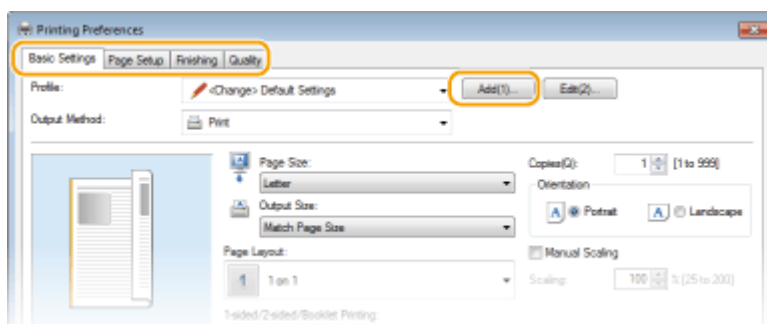 Printing Preferences
Basic Settings Page Setup Finishing Quality
Profile: <Change> Default Settings Add(1)... Edit(2)...
Output Method: Print
Page Size: Copies(Q): 1 [1 to 999]
Letter Orientation
Output Size: A Portrait A Landscape
Match Page Size
Page Layout: Manual Scaling
1 1 on 1 Scaling: 100 % [25 to 200]
1-sided/2-sided/Booklet Printing: